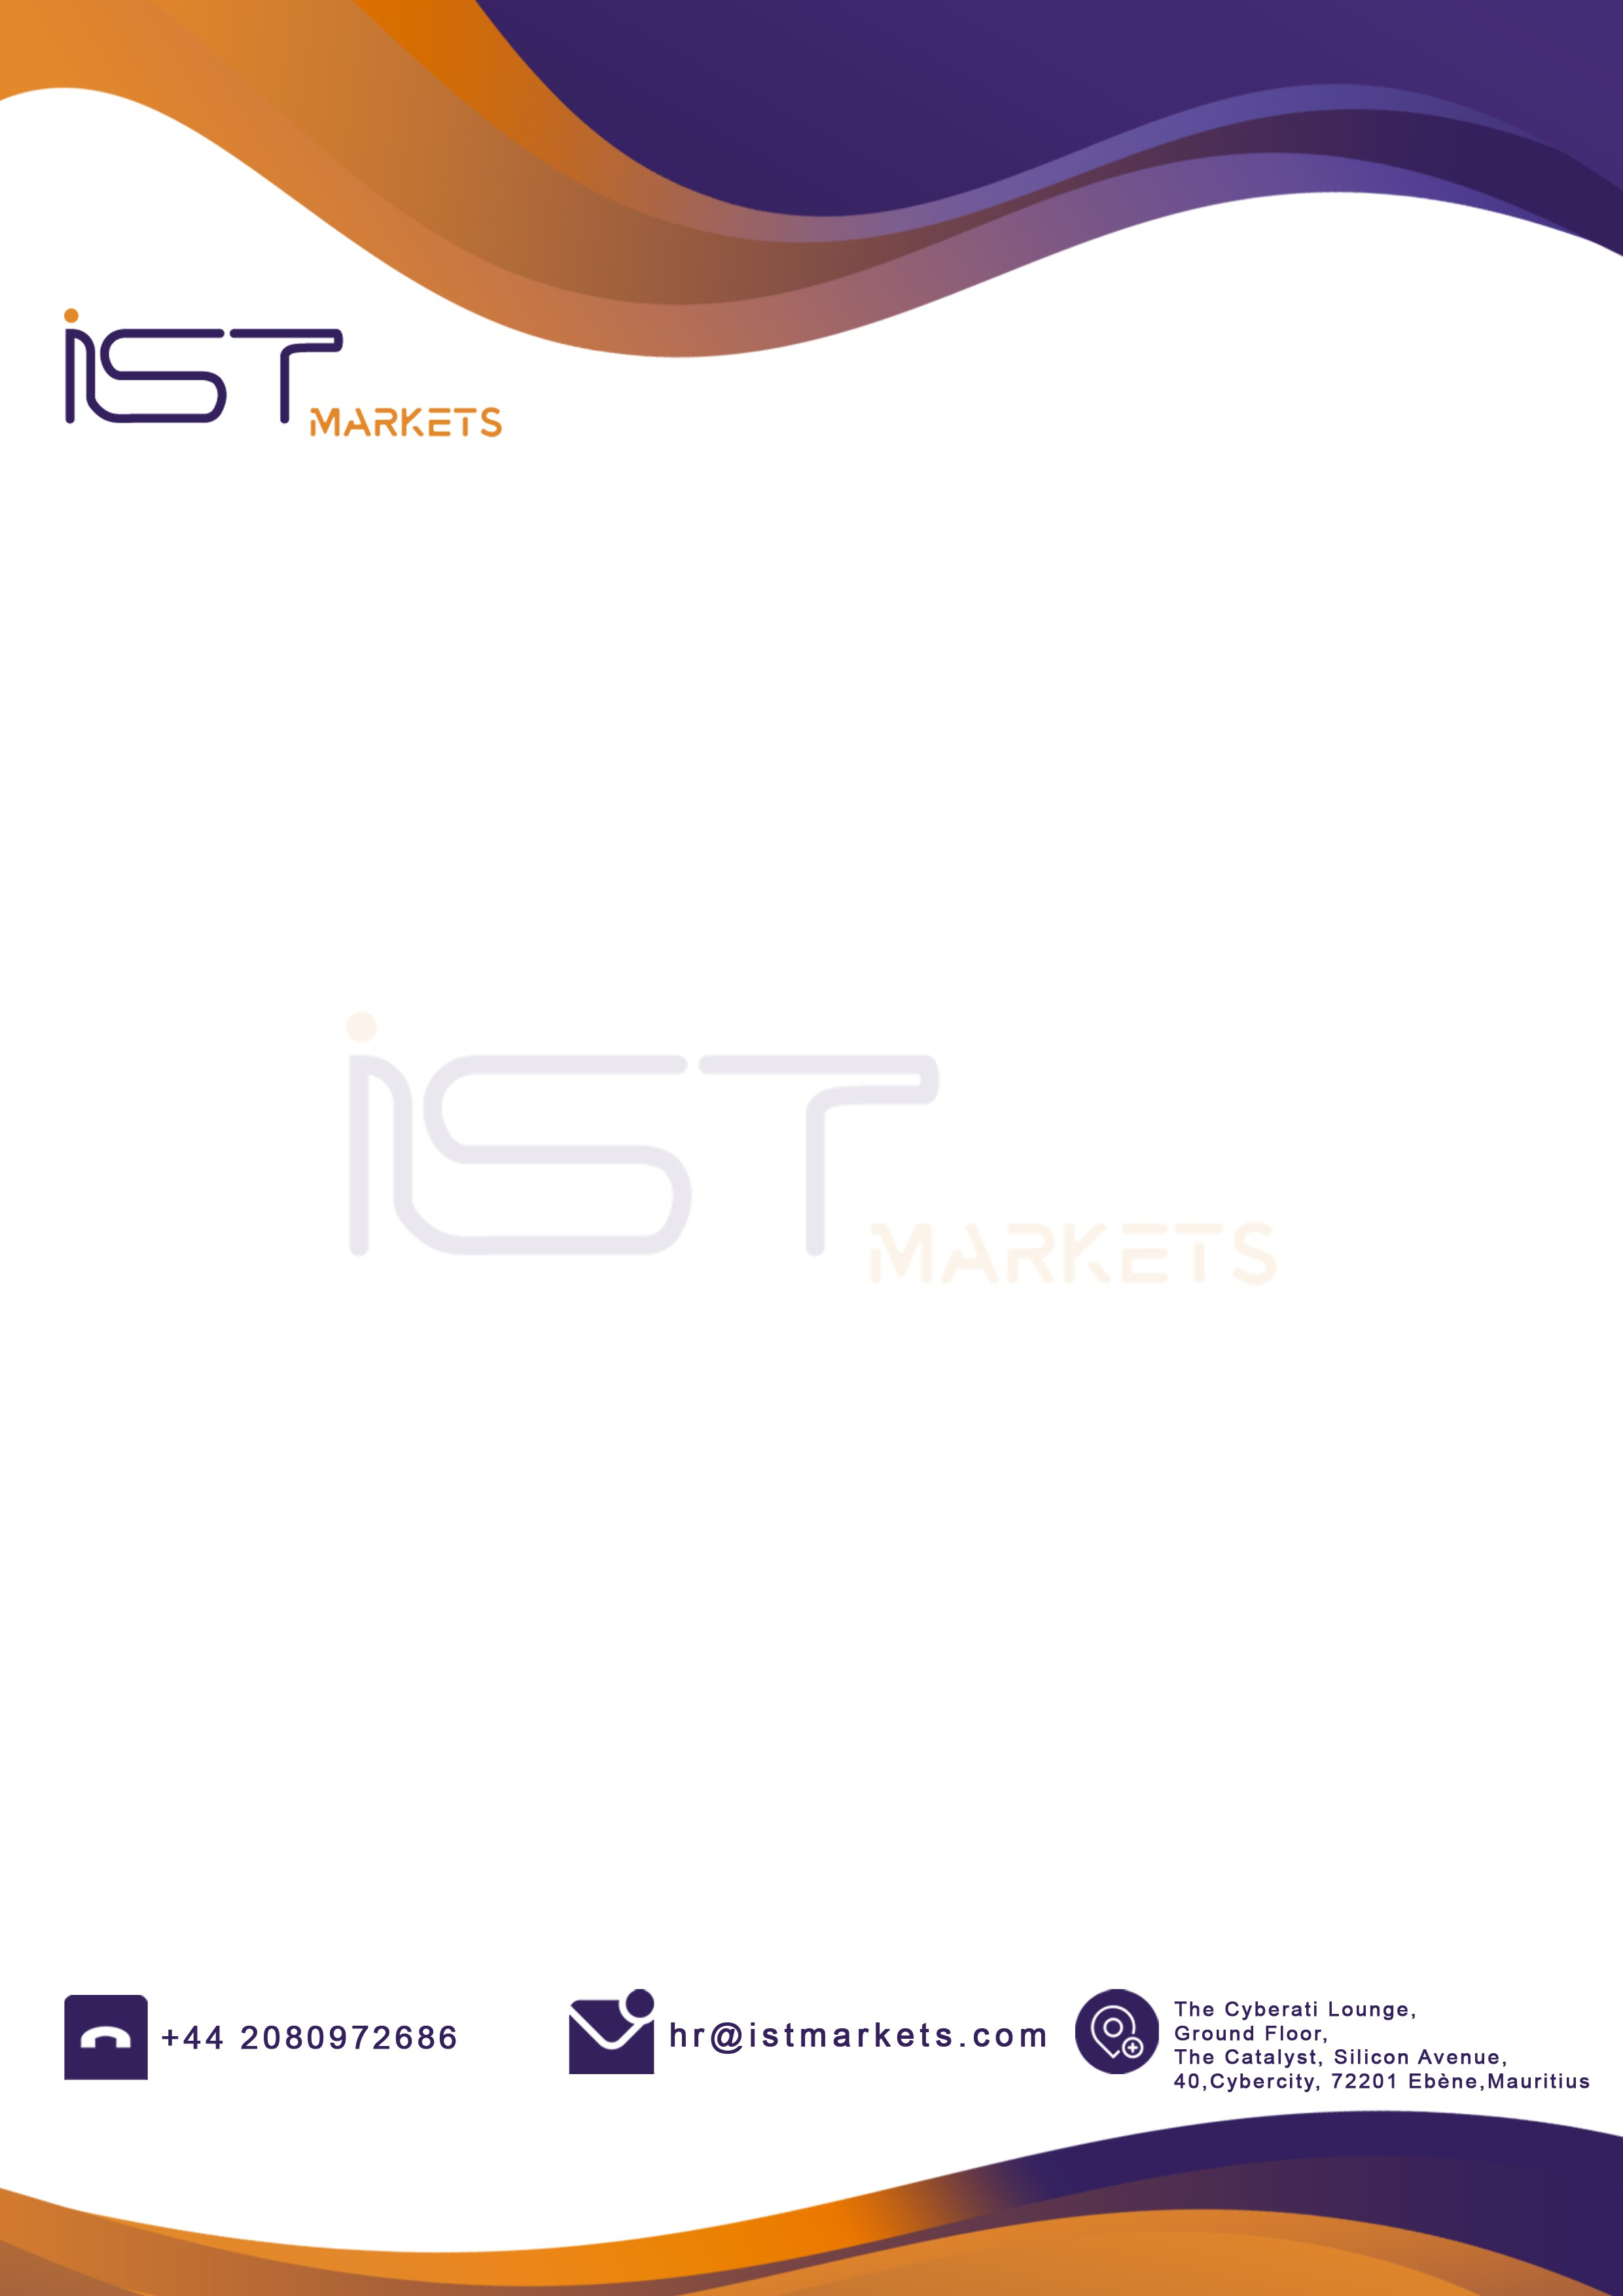 iST
MARKETS
iST
MARKETS
+44 2080972686
hr@istmarkets.com
The Cyberati Lounge,
Ground Floor,
The Catalyst, Silicon Avenue,
40,Cybercity, 72201 Ebène,Mauritius